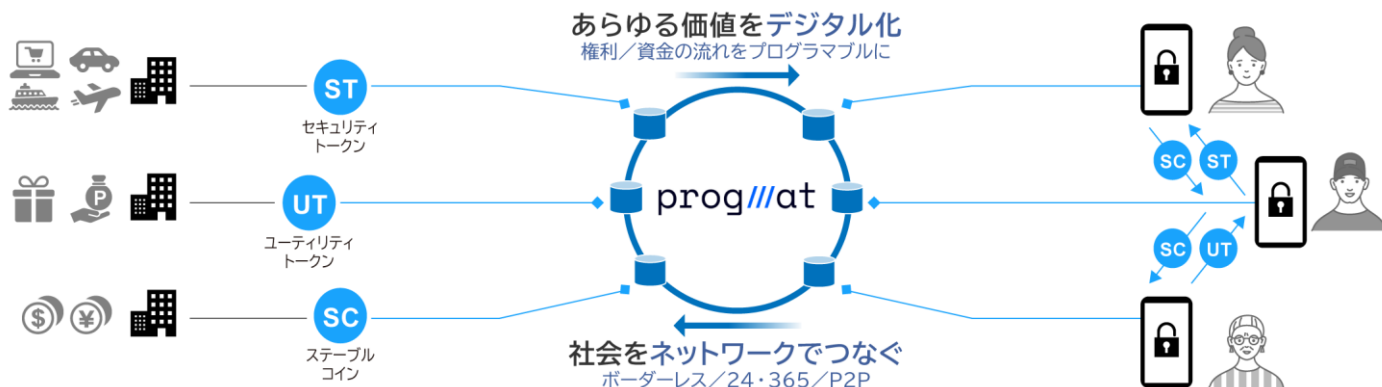 あらゆる価値をデジタル化
権利／資金の流れをプログラマブルに
ST
セキュリティ
トークン
UT
ユーティリティ
トークン
P
$
¥
SC
ステーブル
コイン
progmat
SC
ST
SC
UT
社会をネットワークでつなぐ
ボーダーレス／24・365／P2P